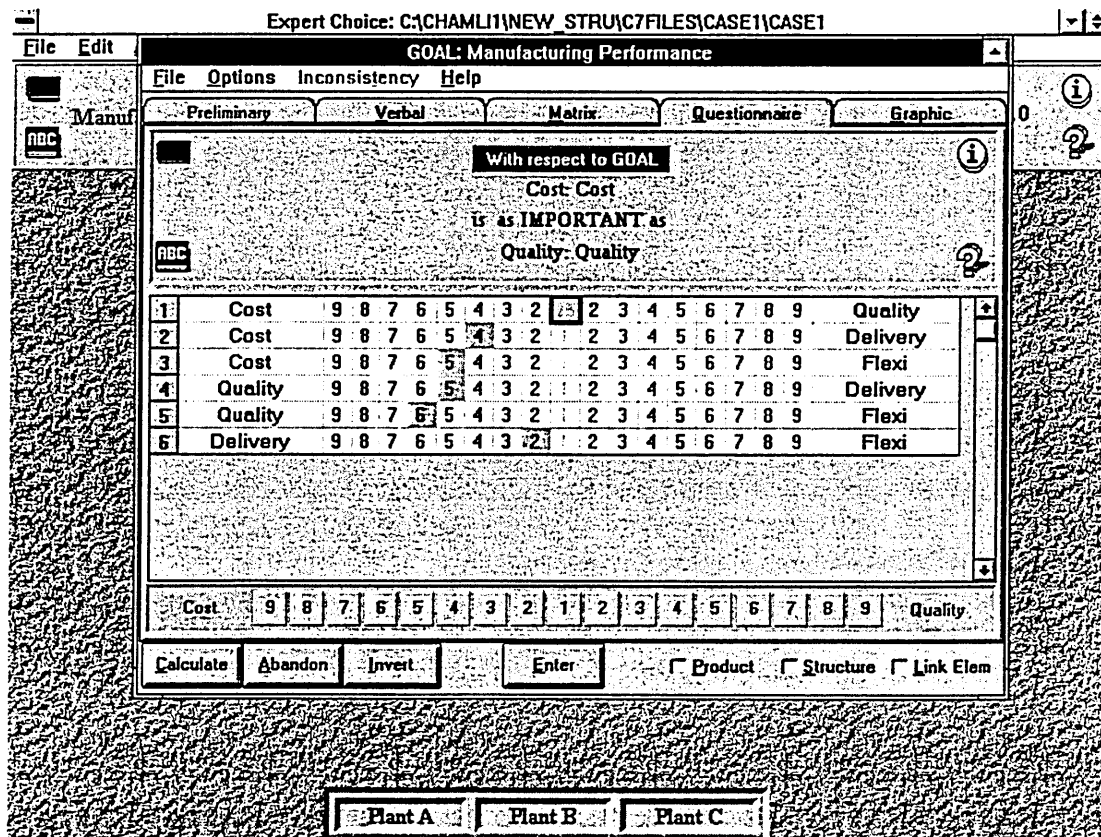 Expert Choice: C:\CHAMLI1\NEW_STRU\C7FILES\CASE1\CASE1
File Edit
GOAL: Manufacturing Performance
File Options Inconsistency Help
Manuf Preliminary Verbal Matrix Questionnaire Graphic 0
With respect to GOAL
Cost- Cost
is as IMPORTANT as
ABC ABC Quality- Quality
1 Cost 9 8 7 6 5 4 3 2 2 3 4 5 6 7 8 9 Quality
2 Cost 9 8 7 6 5 4 3 2 1 2 3 4 5 6 7 8 9 Delivery
3 Cost 9 8 7 6 5 4 3 2 1 2 3 4 5 6 7 8 9 Flexi
4 Quality 9 8 7 6 5 4 3 2 1 2 3 4 5 6 7 8 9 Delivery
5 Quality 9 8 7 6 5 4 3 2 1 2 3 4 5 6 7 8 9 Flexi
6 Delivery 9 8 7 6 5 4 3 2 1 2 3 4 5 6 7 8 9 Flexi
Cost 9 8 7 6 5 4 3 2 1 2 3 4 5 6 7 8 9 Quality
Calculate Abandon Invert Enter Product Structure Link Elem
Plant A Plant B Plant C